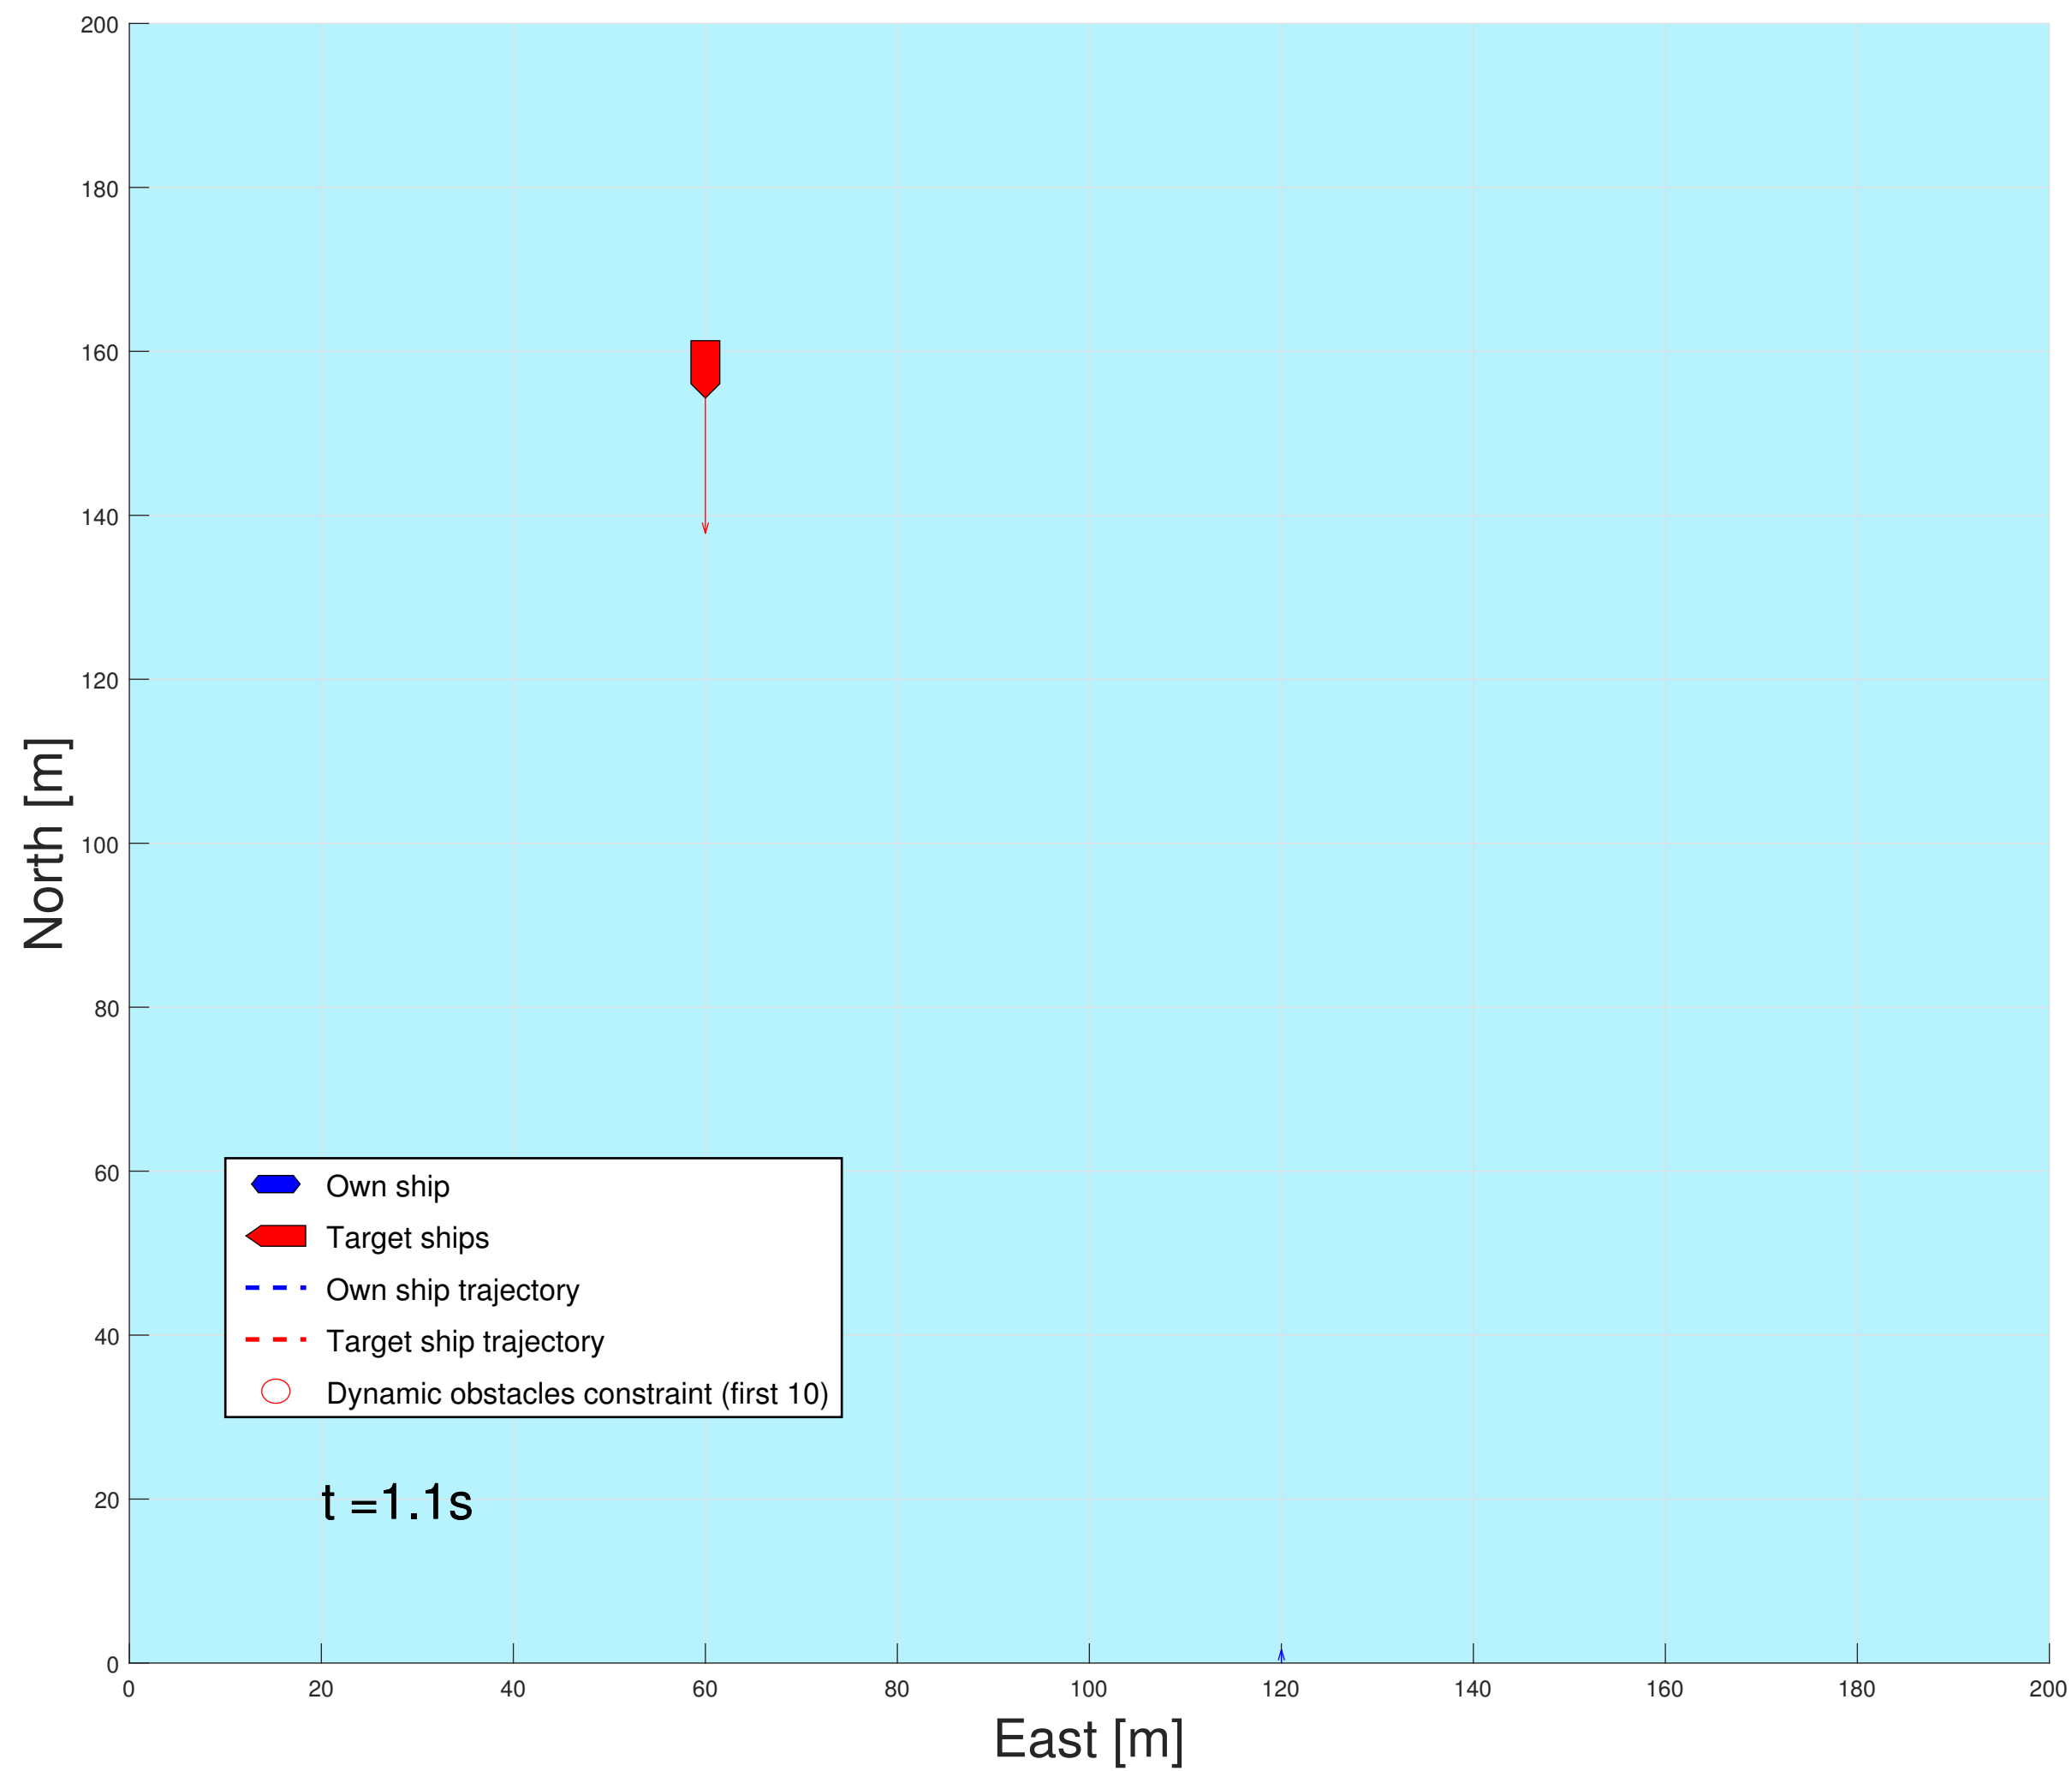 200
180
160
140
120
100
80
60
40
20
0
North [m]
Own ship
Target ships
Own ship trajectory
Target ship trajectory
Dynamic obstacles constraint (first 10)
t =1.1s
0 20 40 60 80 100 120 140 160 180 200
East [m]